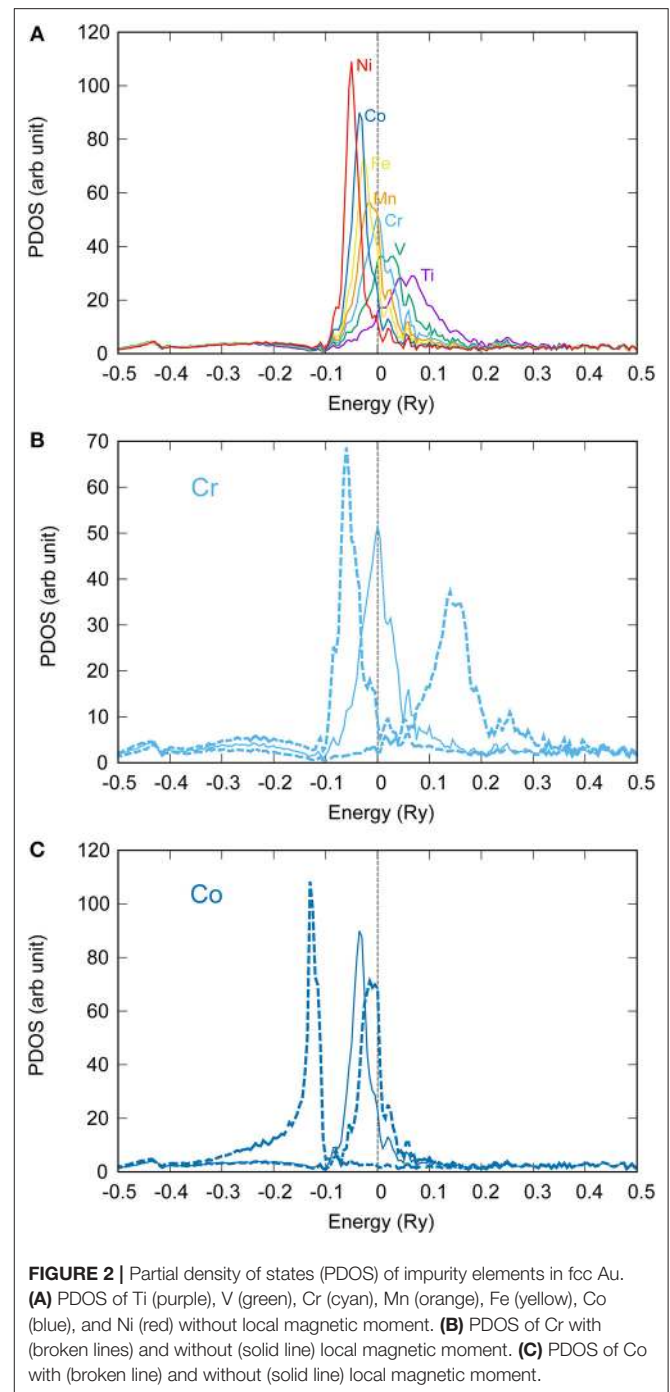 A
120
100
80
60
40
20
0
PDOS (arb unit)
Ni
Co
Fe
Mn
Cr
V
Ti
-0.5 -0.4 -0.3 -0.2 -0.1 0 0.1 0.2 0.3 0.4 0.5
Energy (Ry)
B
70
60
50
40
30
20
10
0
PDOS (arb unit)
Cr
-0.5 -0.4 -0.3 -0.2 -0.1 0 0.1 0.2 0.3 0.4 0.5
Energy (Ry)
C
120
100
80
60
40
20
0
PDOS (arb unit)
Co
-0.5 -0.4 -0.3 -0.2 -0.1 0 0.1 0.2 0.3 0.4 0.5
Energy (Ry)
FIGURE 2 | Partial density of states (PDOS) of impurity elements in fcc Au.
(A) PDOS of Ti (purple), V (green), Cr (cyan), Mn (orange), Fe (yellow), Co
(blue), and Ni (red) without local magnetic moment. (B) PDOS of Cr with
(broken lines) and without (solid line) local magnetic moment. (C) PDOS of Co
with (broken line) and without (solid line) local magnetic moment.